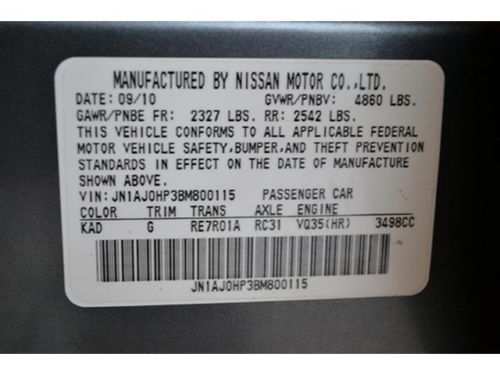 MANUFACTURED BY NISSAN MOTOR CO.,LTD.
DATE: 09/10 GVWR/PNBV: 4860 LBS.
GAWR/PNBE FR: 2327 LBS. RR: 2542 LBS.
THIS VEHICLE CONFORMS TO ALL APPLICABLE FEDERAL
MOTOR VEHICLE SAFETY,BUMPER,AND THEFT PREVENTION
STANDARDS IN EFFECT ON THE DATE OF MANUFACTURE
SHOWN ABOVE.
VIN: JN1AJ0HP3BM800115 PASSENGER CAR
COLOR TRIM TRANS AXLE ENGINE
KAD G RE7R01A RC31 VQ35(HR) 3498CC
JN1AJ0HP3BM800115